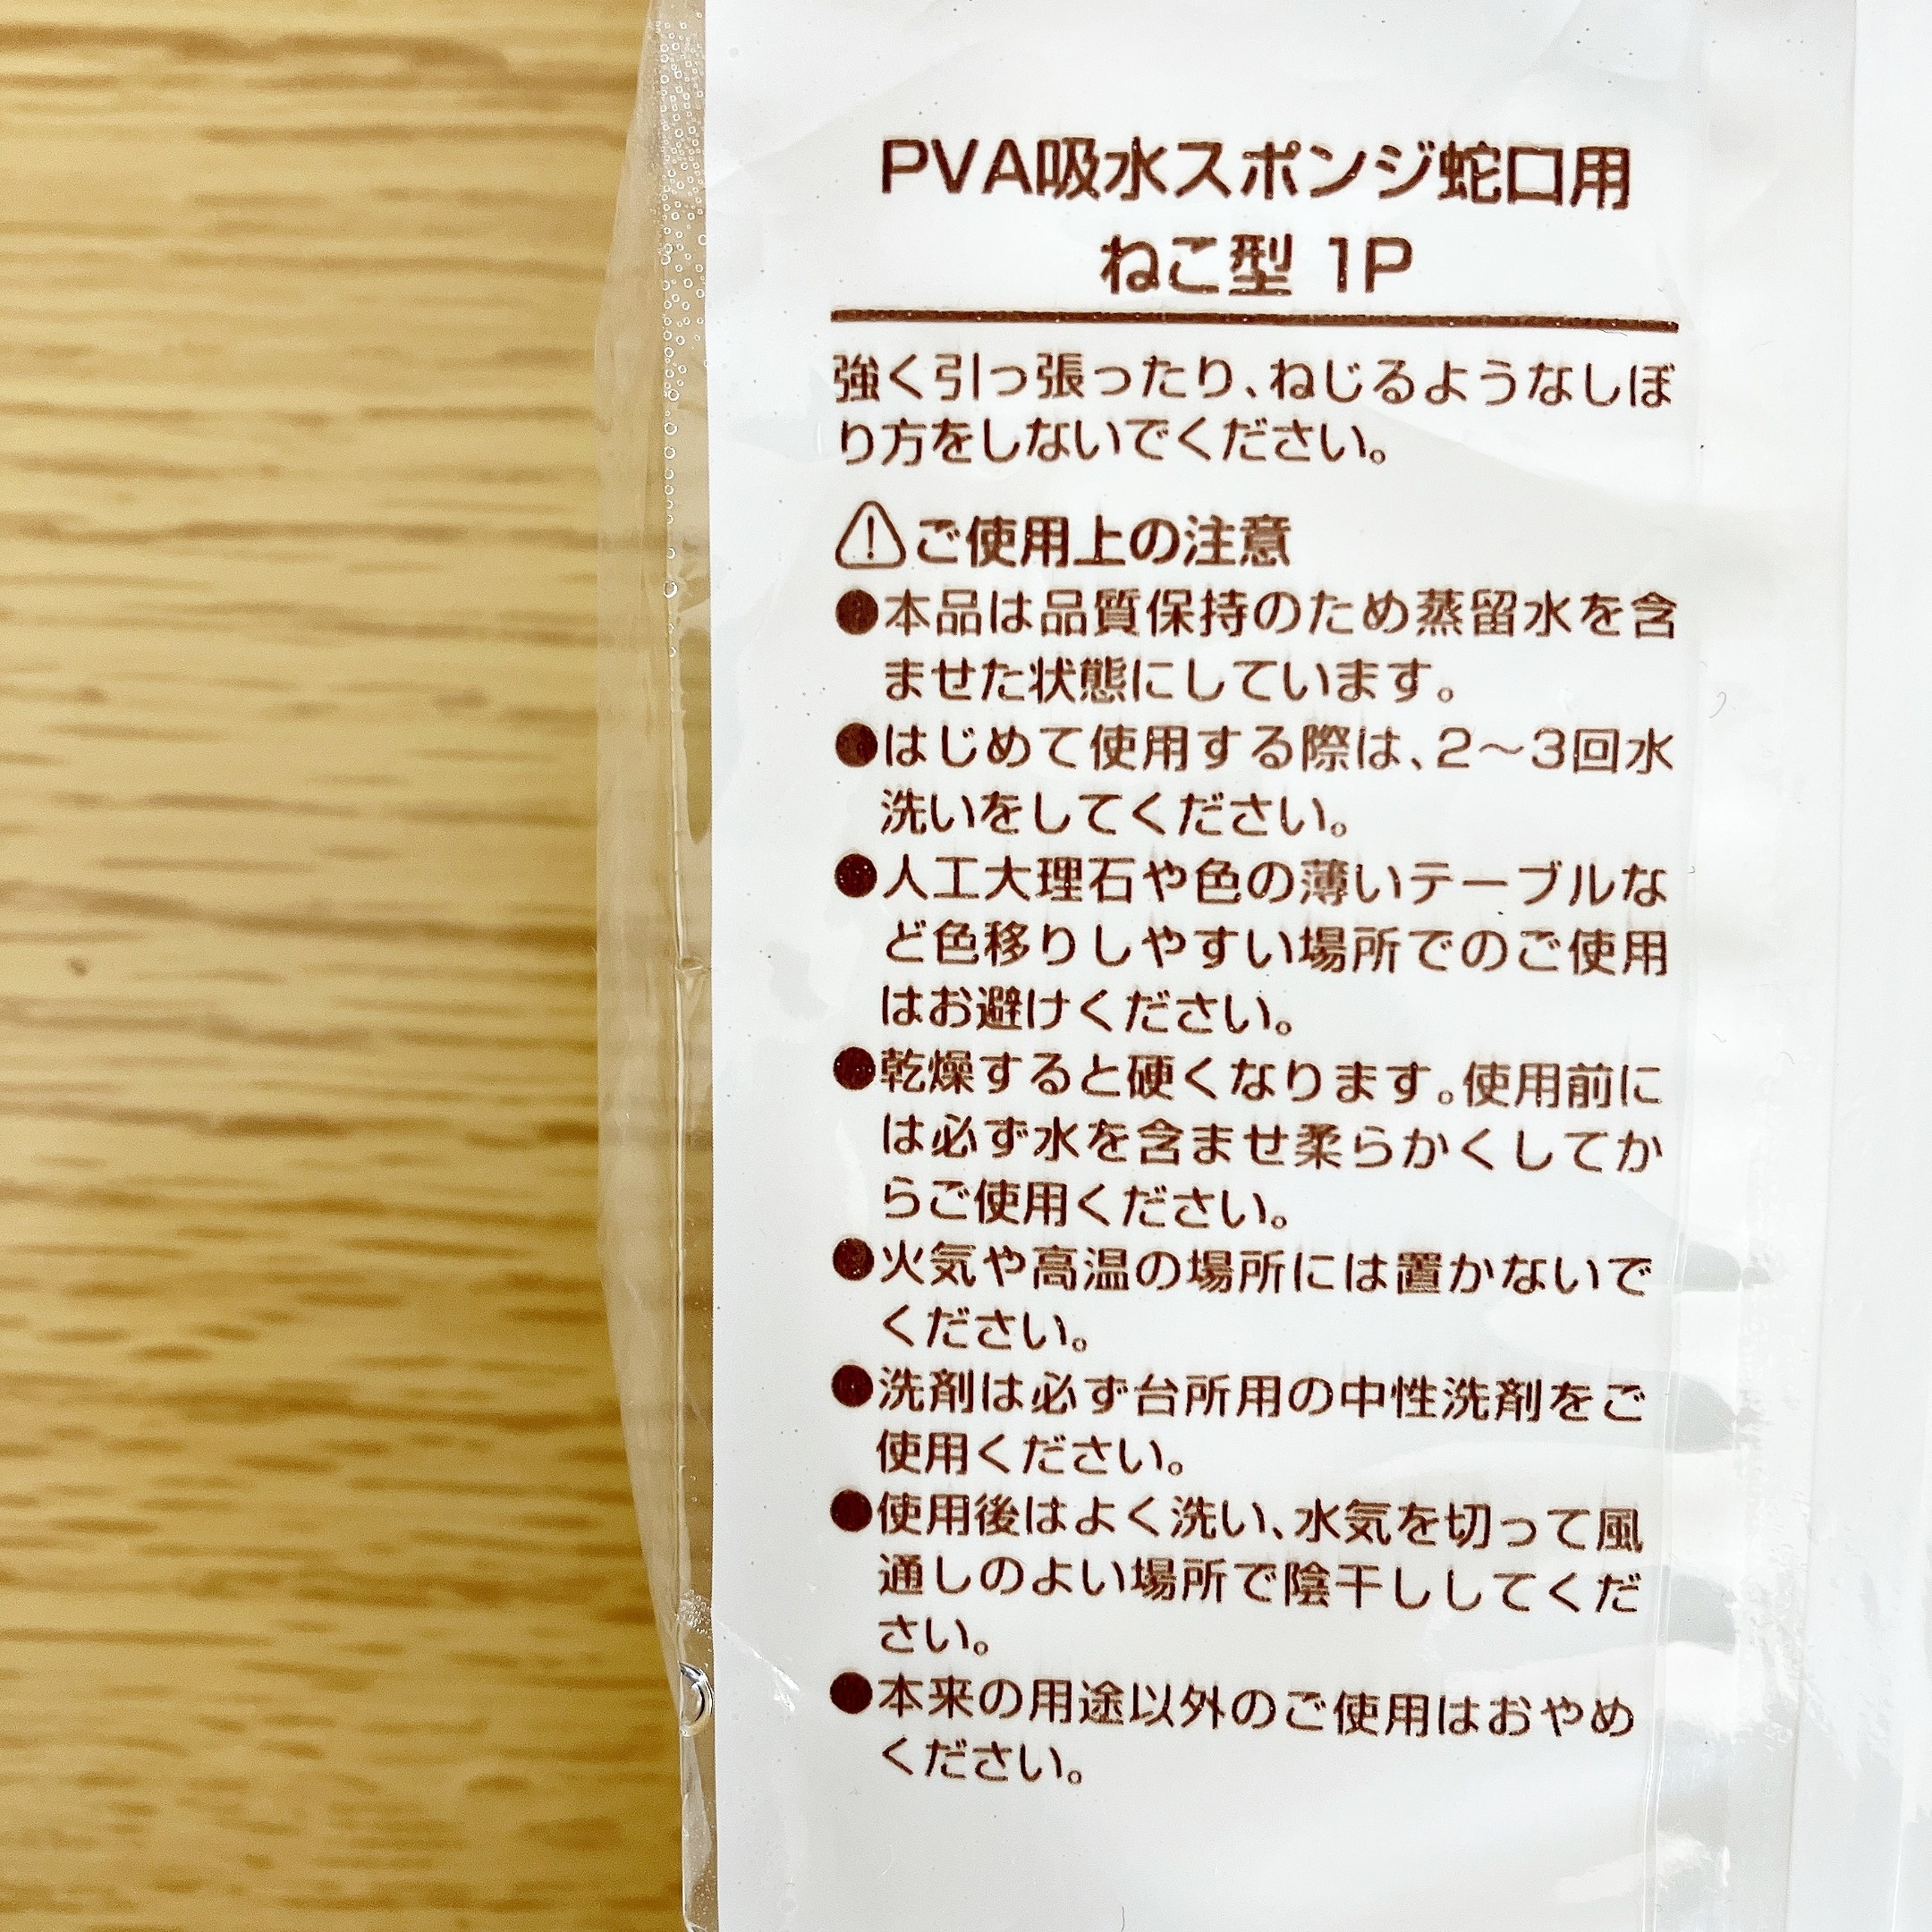 PVA吸水スポンジ蛇口用
ねこ型 1P
強く引っ張ったり、ねじるようなしぼ
り方をしないでください。
⚠ご使用上の注意
●本品は品質保持のため蒸留水を含
ませた状態にしています。
●はじめて使用する際は、2〜3回水
洗いをしてください。
●人工大理石や色の薄いテーブルな
ど色移りしやすい場所でのご使用
はお避けください。
●乾燥すると硬くなります。使用前に
は必ず水を含ませ柔らかくしてか
らご使用ください。
●火気や高温の場所には置かないで
ください。
●洗剤は必ず台所用の中性洗剤をご
使用ください。
●使用後はよく洗い、水気を切って風
通しのよい場所で陰干ししてくだ
さい。
●本来の用途以外のご使用はおやめ
ください。